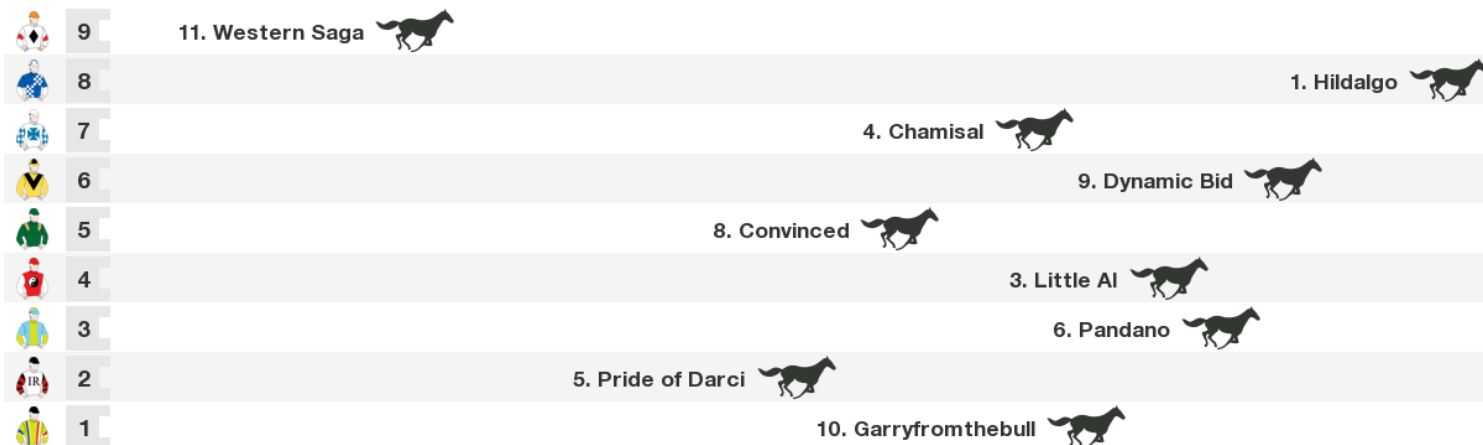 9 11. Western Saga
8 1. Hildalgo
7 4. Chamisal
6 9. Dynamic Bid
5 8. Convinced
4 3. Little Al
3 6. Pandano
IR 2 5. Pride of Darci
1 10. Garryfromthebull